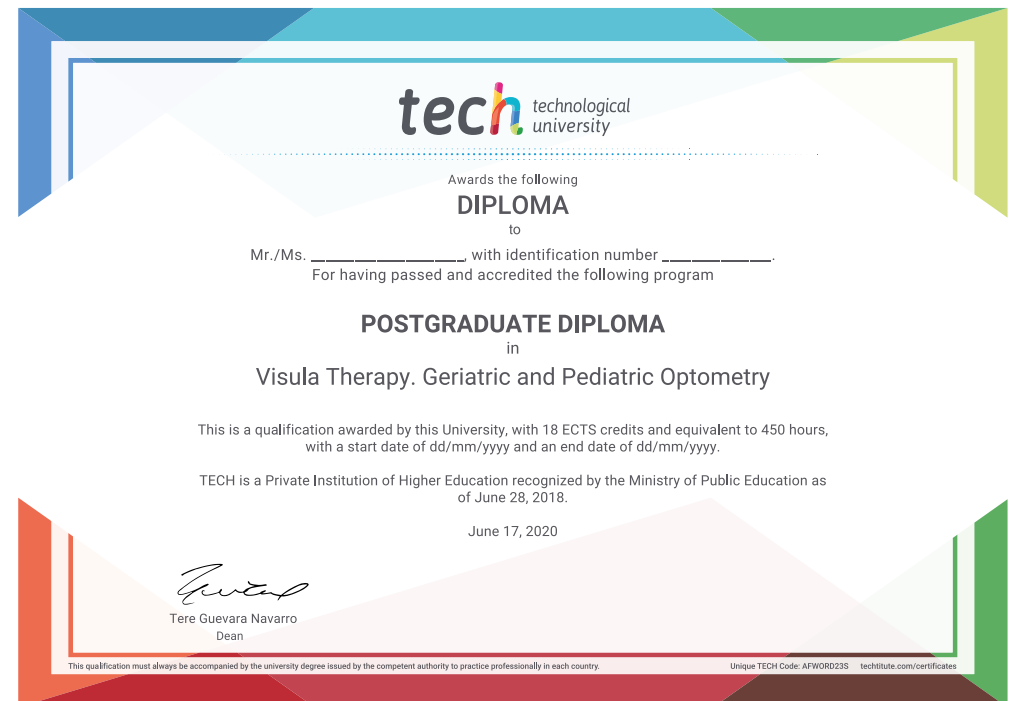 tech technological
university
Awards the following
DIPLOMA
to
Mr./Ms. __________________, with identification number _____________.
For having passed and accredited the following program
POSTGRADUATE DIPLOMA
in
Visula Therapy. Geriatric and Pediatric Optometry
This is a qualification awarded by this University, with 18 ECTS credits and equivalent to 450 hours,
with a start date of dd/mm/yyyy and an end date of dd/mm/yyyy.
TECH is a Private Institution of Higher Education recognized by the Ministry of Public Education as
of June 28, 2018.
June 17, 2020
Tere Guevara Navarro
Dean
This qualification must always be accompanied by the university degree issued by the competent authority to practice professionally in each country.
Unique TECH Code: AFWORD23S techtitute.com/certificates